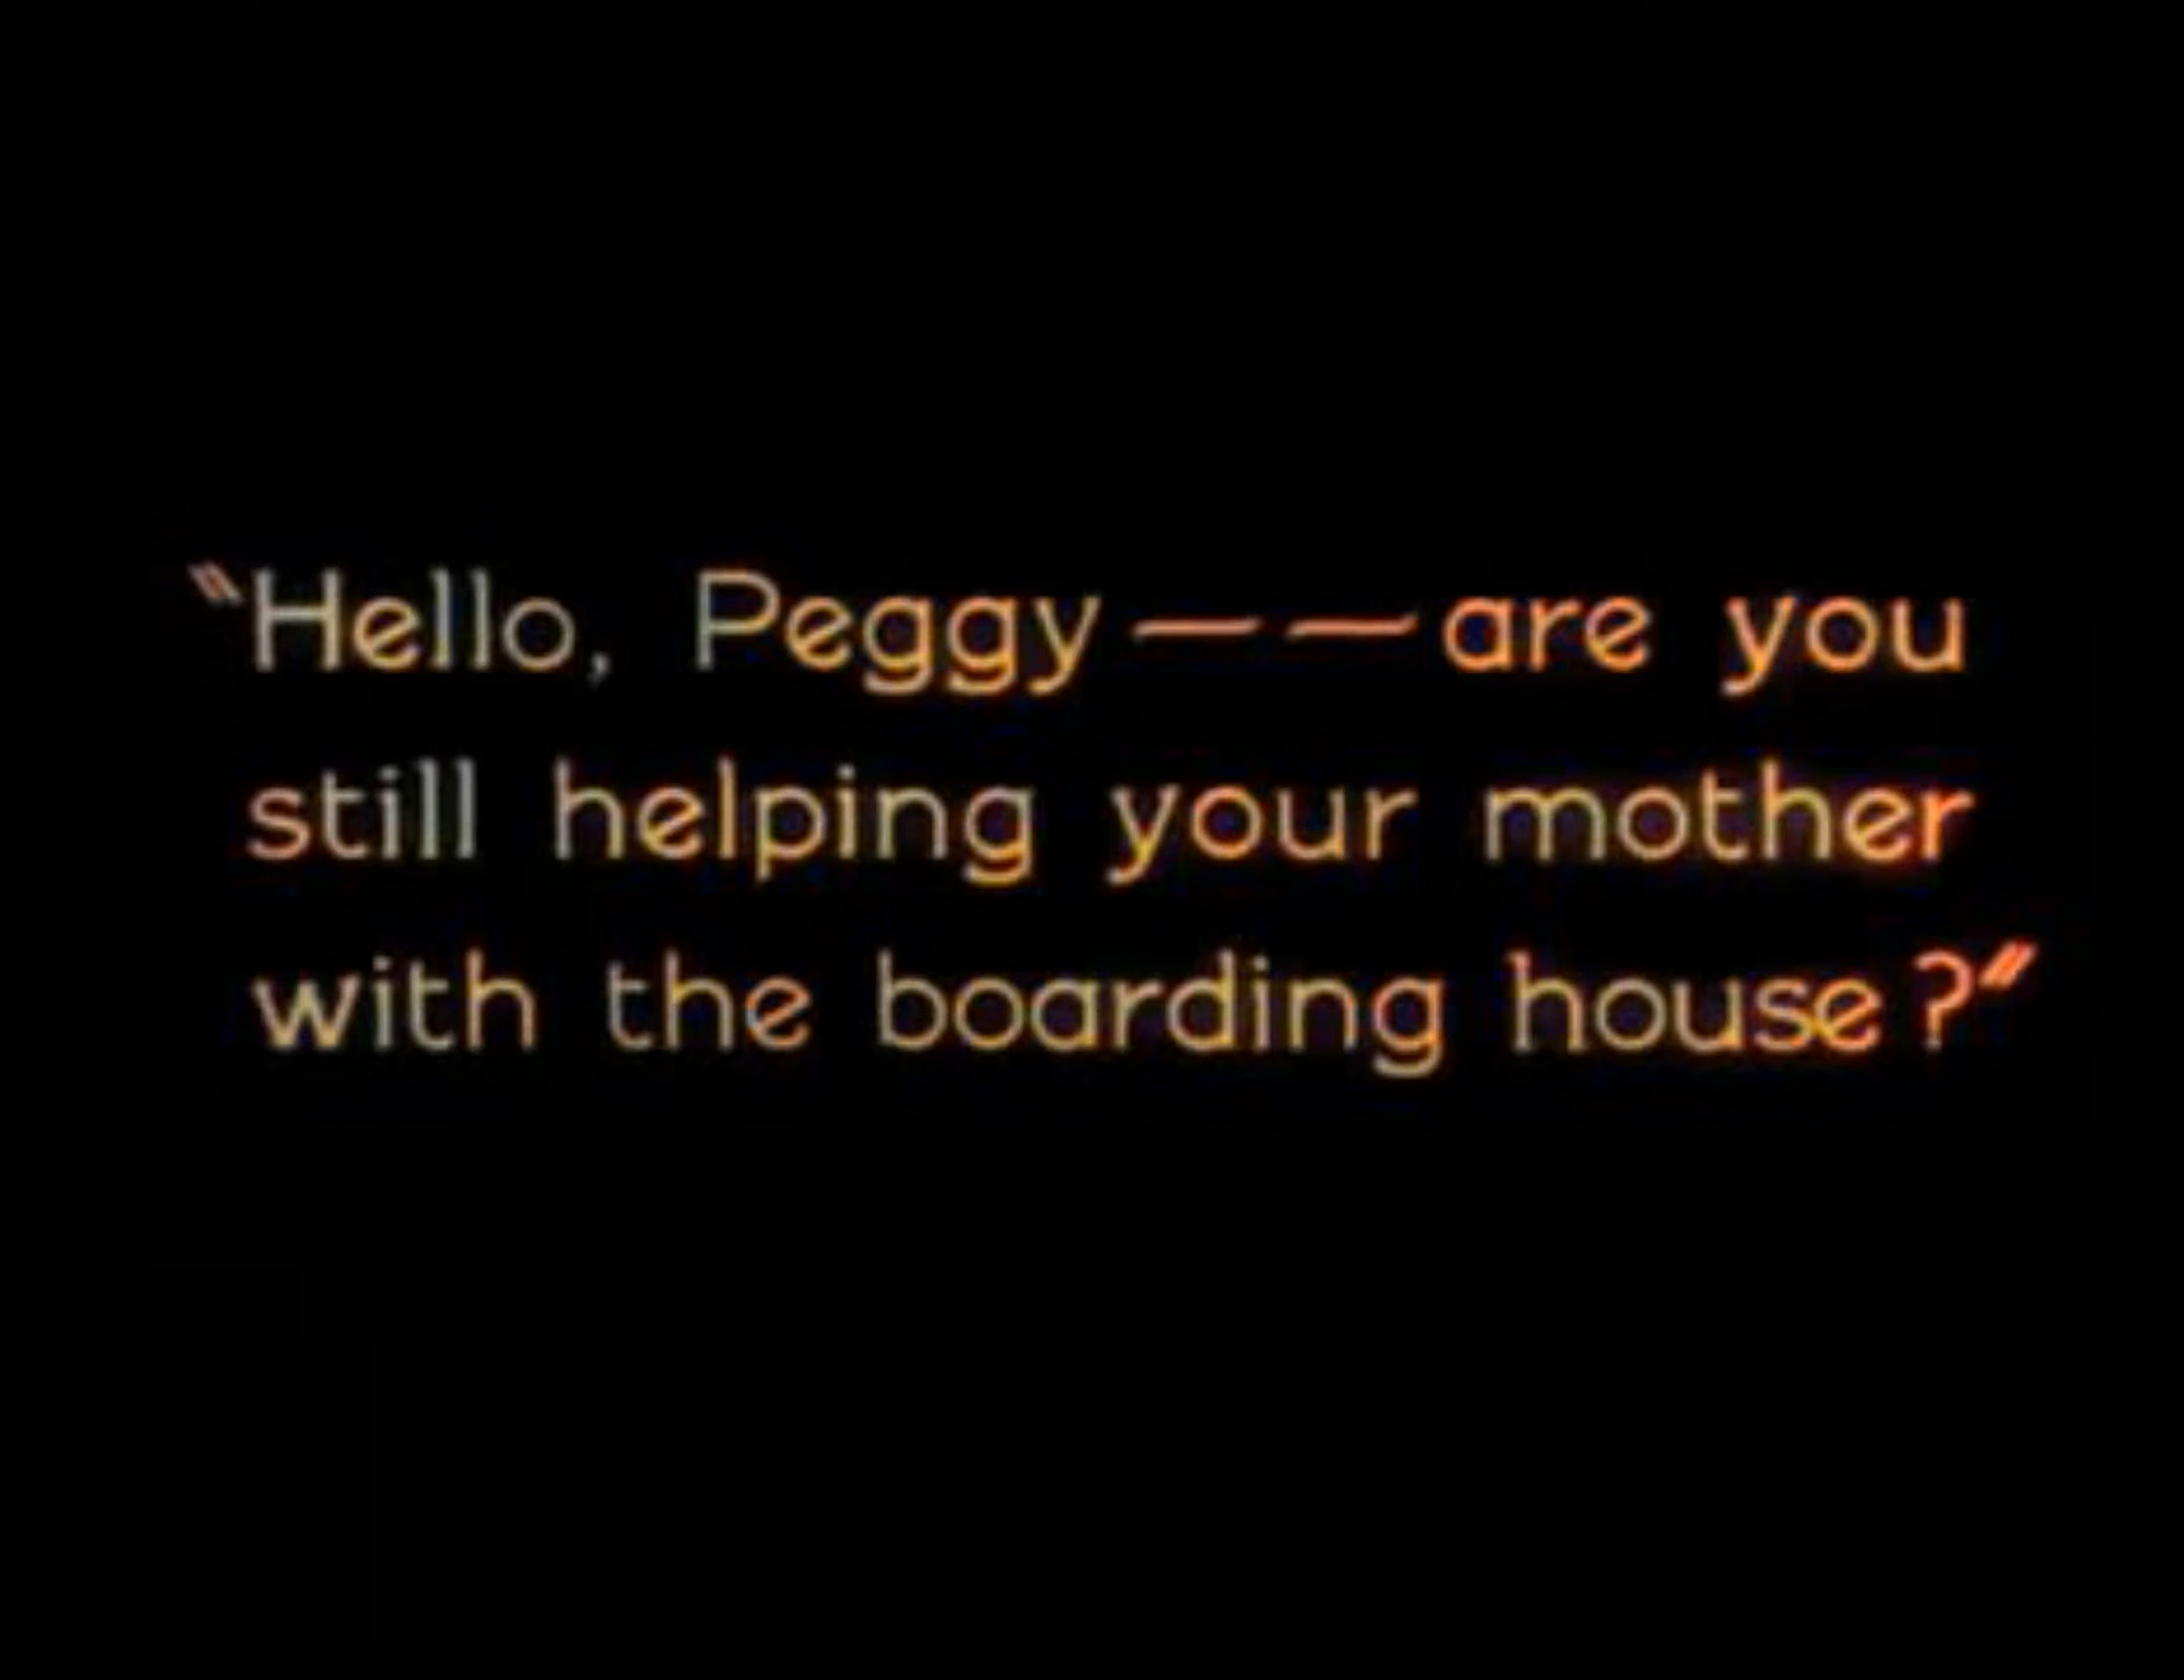 “Hello, Peggy——are you
still helping your mother
with the boarding house?”